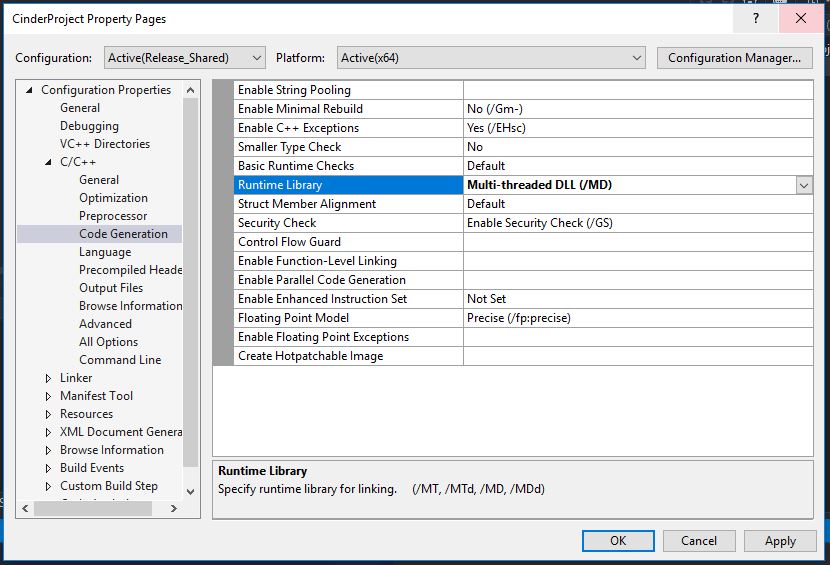 CinderProject Property Pages
?
Configuration: Active(Release_Shared) Platform: Active(x64) Configuration Manager...
Configuration Properties
General
Debugging
VC++ Directories
C/C++
General
Optimization
Preprocessor
Code Generation
Language
Precompiled Heade
Output Files
Browse Information
Advanced
All Options
Command Line
Linker
Manifest Tool
Resources
XML Document Genera
Browse Information
Build Events
Custom Build Step
Enable String Pooling
Enable Minimal Rebuild No (/Gm-)
Enable C++ Exceptions Yes (/EHsc)
Smaller Type Check No
Basic Runtime Checks Default
Runtime Library Multi-threaded DLL (/MD)
Struct Member Alignment Default
Security Check Enable Security Check (/GS)
Control Flow Guard
Enable Function-Level Linking
Enable Parallel Code Generation
Enable Enhanced Instruction Set Not Set
Floating Point Model Precise (/fp:precise)
Enable Floating Point Exceptions
Create Hotpatchable Image
Runtime Library
Specify runtime library for linking. (/MT, /MTd, /MD, /MDd)
OK Cancel Apply